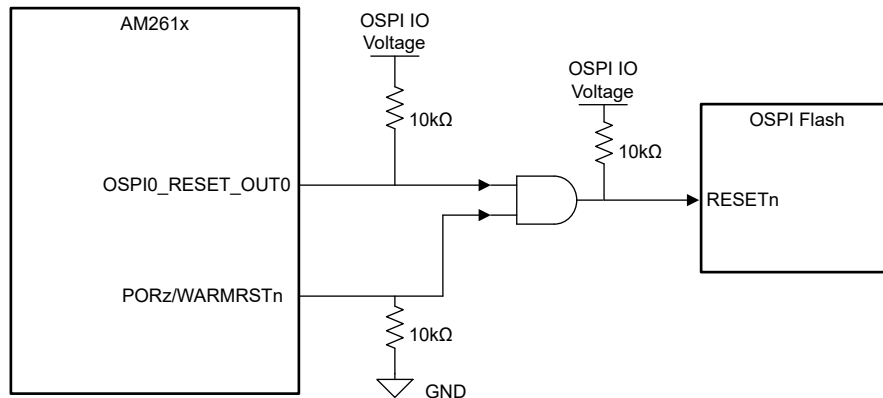 AM261x
OSPI IO
Voltage
10kΩ
OSPI IO
Voltage
10kΩ
OSPI Flash
OSPI0_RESET_OUT0
RESETn
PORz/WARMRSTn
10kΩ
GND